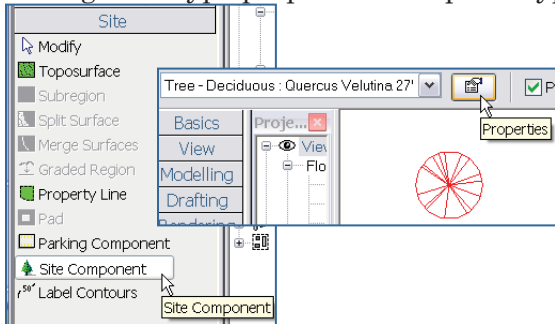 Site
Modify
Toposurface
Subregion
Split Surface
Merge Surfaces
Graded Region
Property Line
Pad
Parking Component
Site Component
Label Contours
Site Component
Tree - Deciduous : Quercus Velutina 27'
P
Properties
Basics
View
Modelling
Drafting
Proje...
Viev
Flo